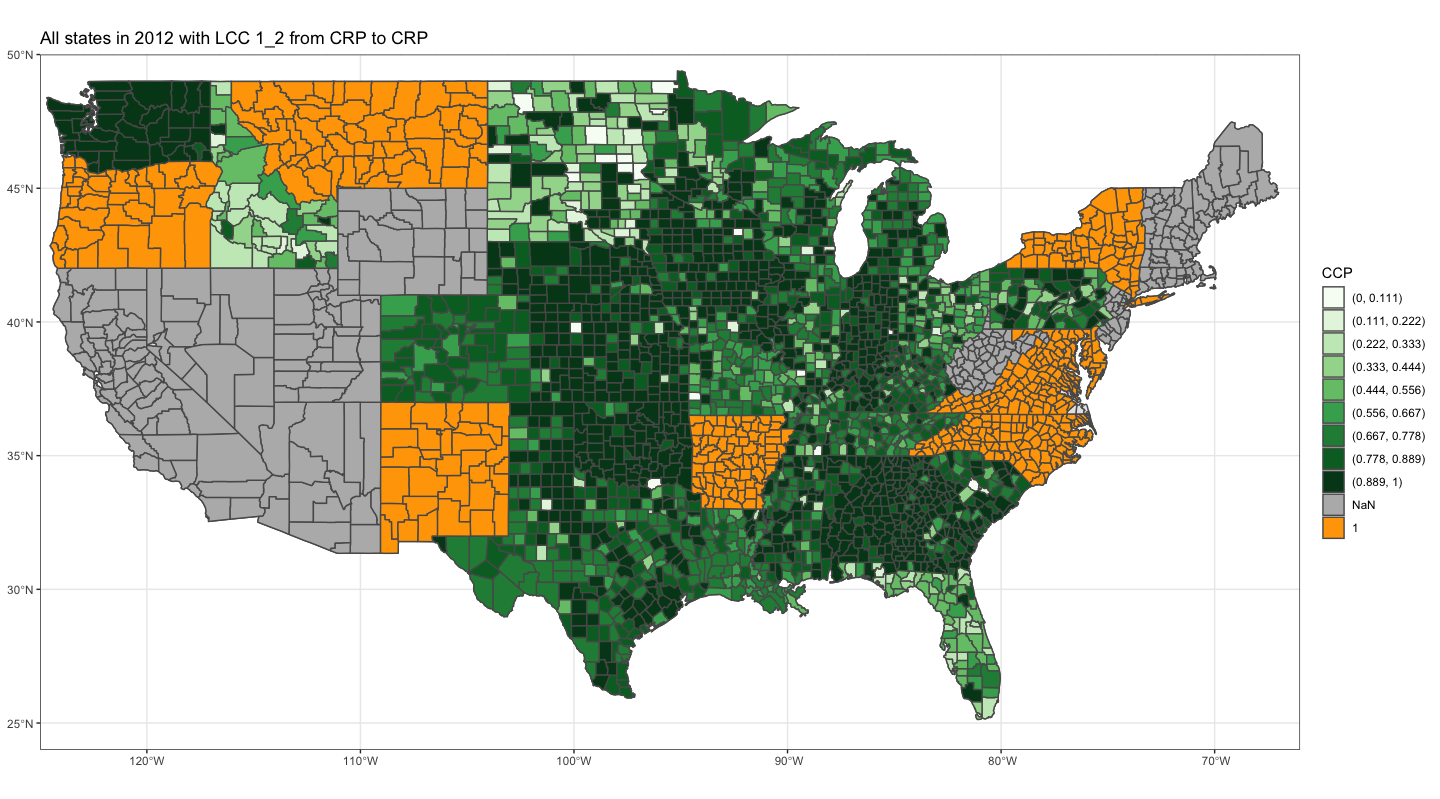 All states in 2012 with LCC 1_2 from CRP to CRP
50°N
45°N
40°N
35°N
30°N
25°N
120°W
110°W
100°W
90°W
80°W
70°W
CCP
(0, 0.111)
(0.111, 0.222)
(0.222, 0.333)
(0.333, 0.444)
(0.444, 0.556)
(0.556, 0.667)
(0.667, 0.778)
(0.778, 0.889)
(0.889, 1)
NaN
1